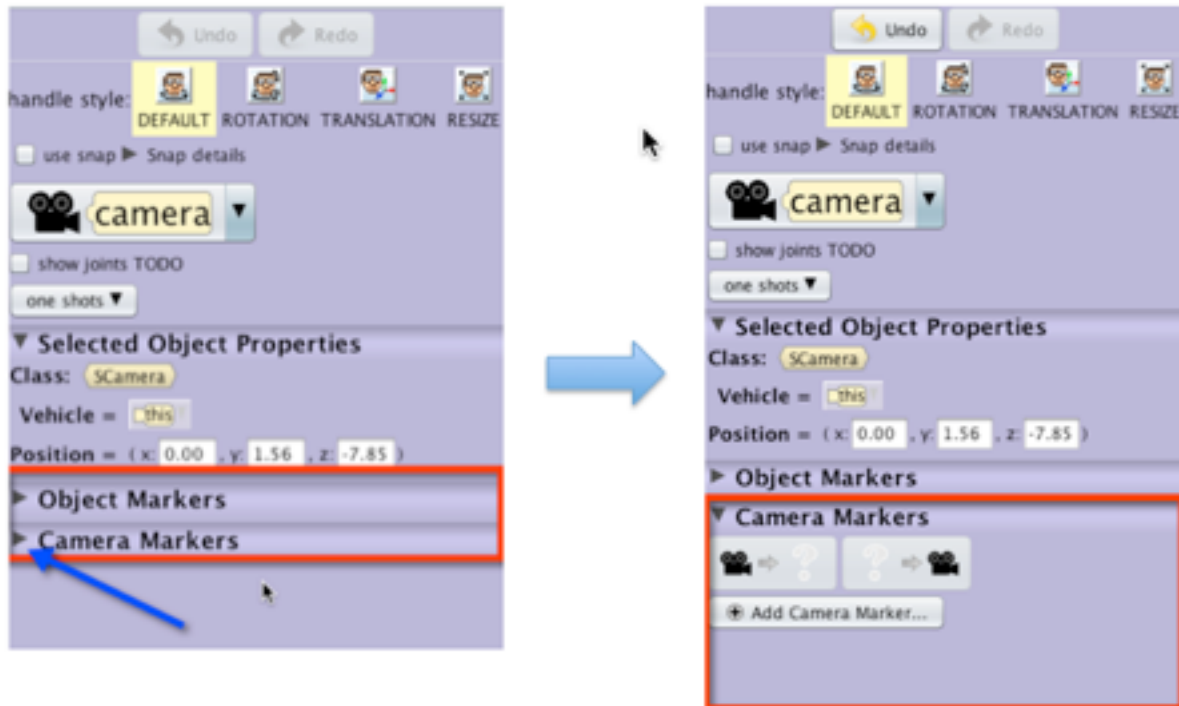 Undo Redo
handle style: DEFAULT ROTATION TRANSLATION RESIZE
use snap ▶ Snap details
camera ▼
show joints TODO
one shots ▼
▼ Selected Object Properties
Class: SCamera
Vehicle = this
Position = ( x: 0.00 , y: 1.56 , z: -7.85 )
▶ Object Markers
▶ Camera Markers
Undo Redo
handle style: DEFAULT ROTATION TRANSLATION RESIZE
use snap ▶ Snap details
camera ▼
show joints TODO
one shots ▼
▼ Selected Object Properties
Class: SCamera
Vehicle = this
Position = ( x: 0.00 , y: 1.56 , z: -7.85 )
▶ Object Markers
▼ Camera Markers
? ?
Add Camera Marker...